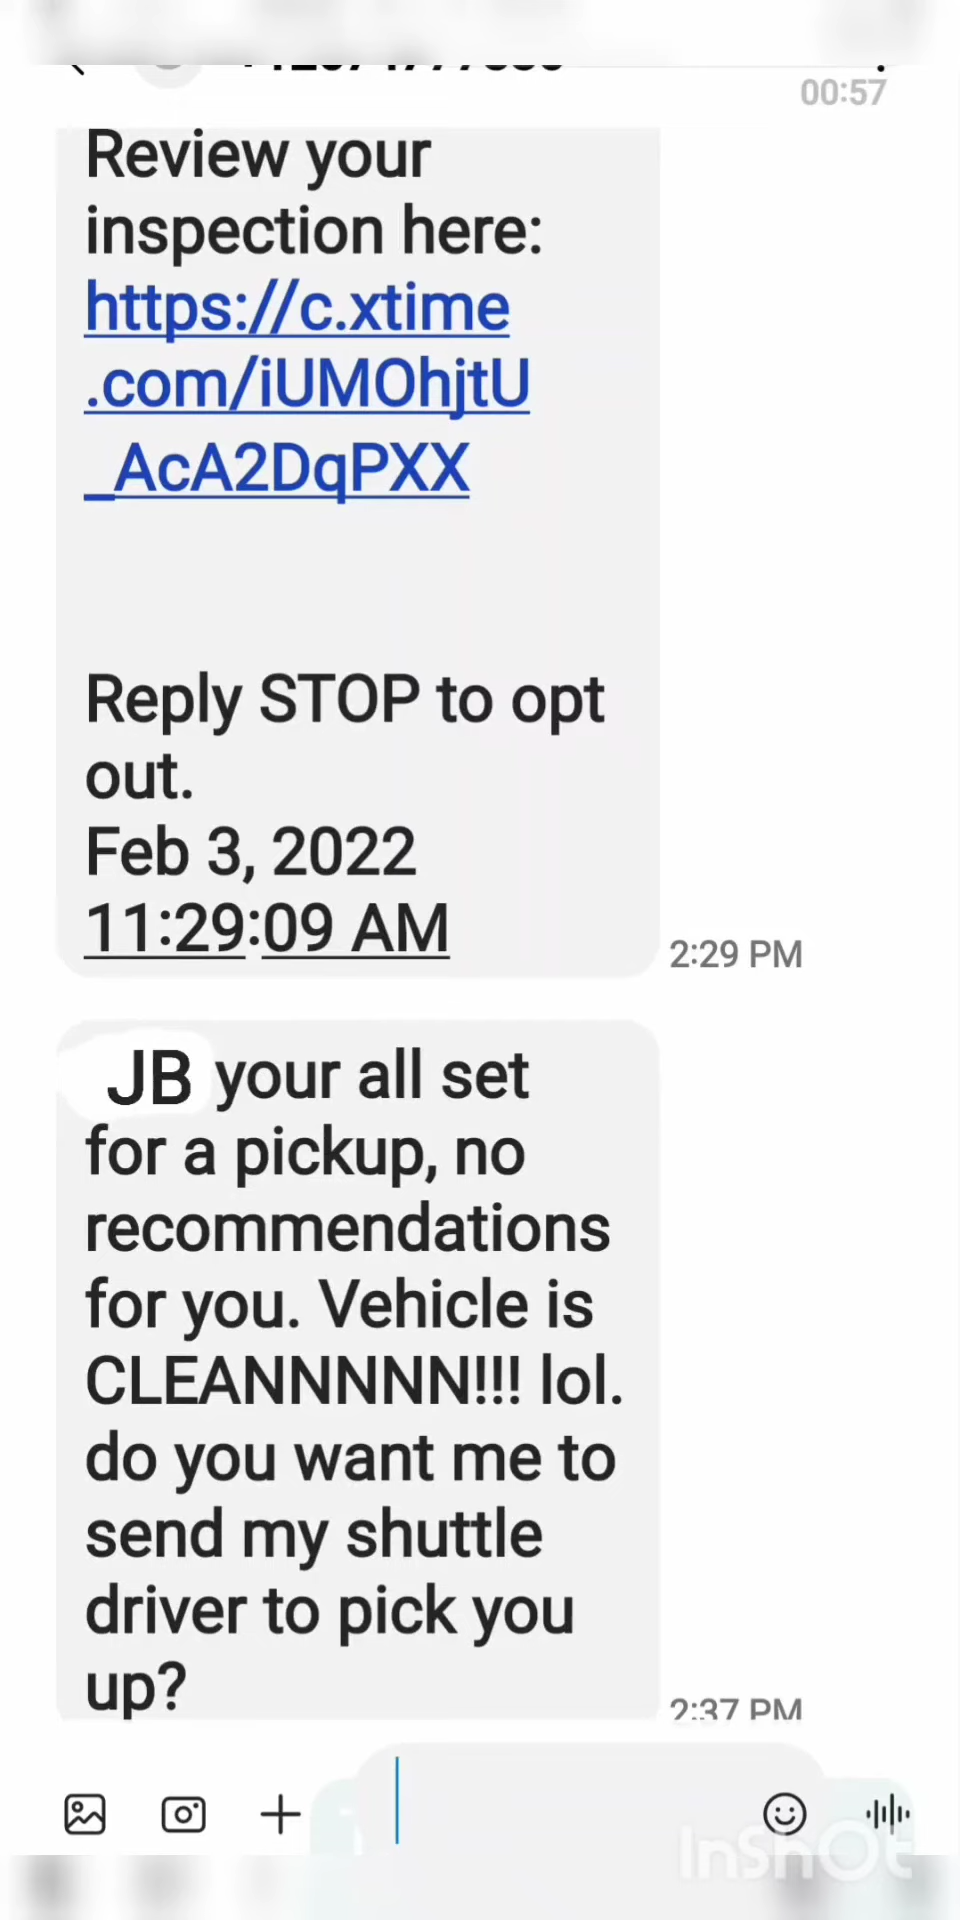 00:57
Review your
inspection here:
https://c.xtime
.com/iUMOhjtU
_AcA2DqPXX
Reply STOP to opt
out.
Feb 3, 2022
11:29:09 AM
2:29 PM
JB your all set
for a pickup, no
recommendations
for you. Vehicle is
CLEANNNNN!!! lol.
do you want me to
send my shuttle
driver to pick you
up?
2:37 PM
InShOt